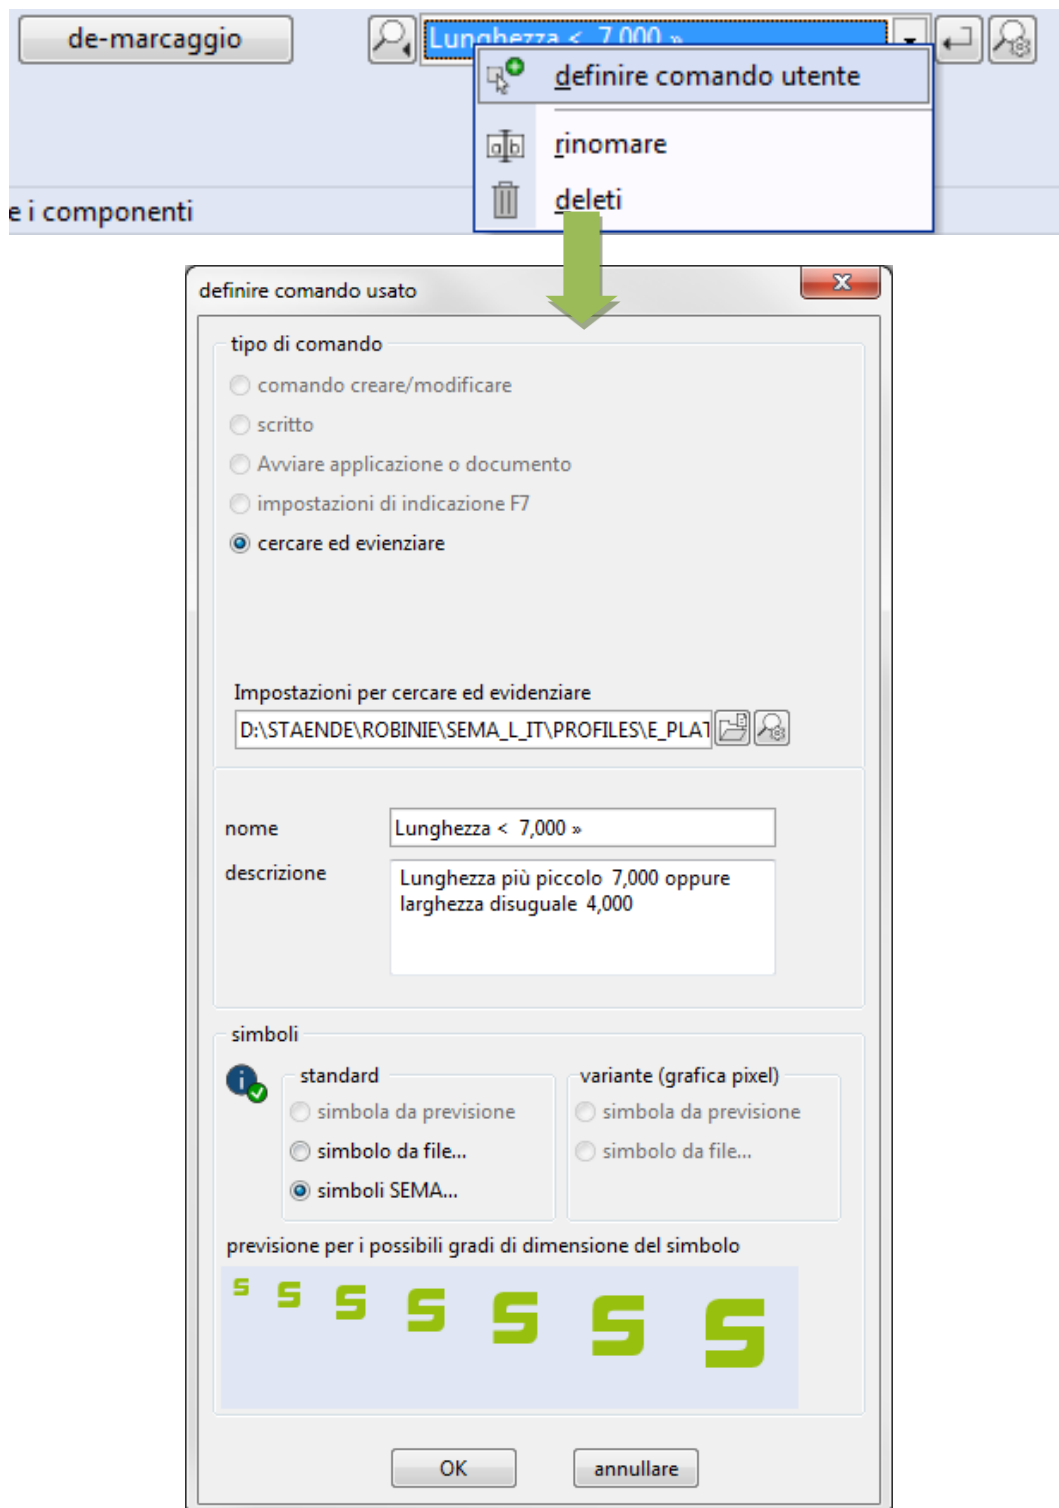 de-marcaggio
Lunghezza <  7,000 »
definire comando utente
rinomare
deleti
e i componenti
definire comando usato
tipo di comando
comando creare/modificare
scritto
Avviare applicazione o documento
impostazioni di indicazione F7
cercare ed evienziare
Impostazioni per cercare ed evidenziare
D:\STAENDE\ROBINIE\SEMA_L_IT\PROFILES\E_PLAT
nome
Lunghezza <  7,000 »
descrizione
Lunghezza più piccolo  7,000 oppure
larghezza disuguale  4,000
simboli
standard
variante (grafica pixel)
simbola da previsione
simbola da previsione
simbolo da file...
simbolo da file...
simboli SEMA...
previsione per i possibili gradi di dimensione del simbolo
S S S S S S S
OK
annullare